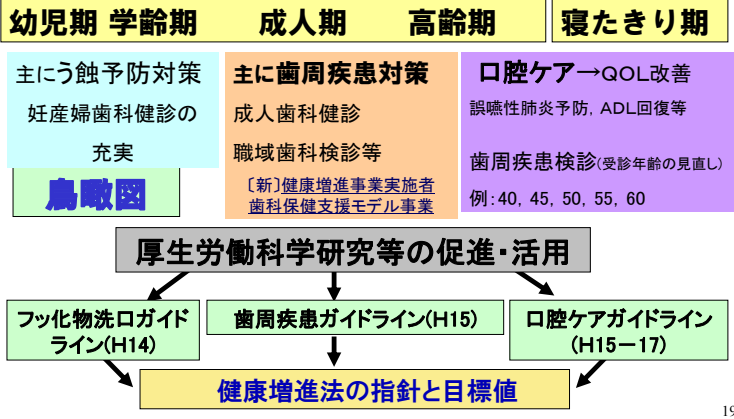 幼児期 学齢期 成人期 高齢期 寝たきり期
主にう蝕予防対策
妊産婦歯科健診の
充実
鳥瞰図
主に歯周疾患対策
成人歯科健診
職域歯科検診等
〔新〕健康増進事業実施者
歯科保健支援モデル事業
口腔ケア→QOL改善
誤嚥性肺炎予防，ADL回復等
歯周疾患検診(受診年齢の見直し)
例：40，45，50，55，60
厚生労働科学研究等の促進・活用
フッ化物洗口ガイド
ライン(H14)
歯周疾患ガイドライン(H15)
口腔ケアガイドライン
(H15－17)
健康増進法の指針と目標値
19